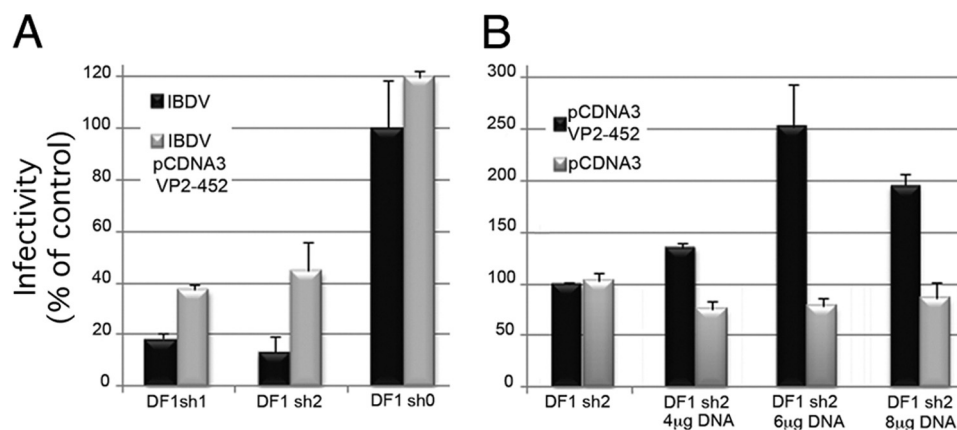 A
Infectivity
(% of control)
120
100
80
60
40
20
0
IBDV
IBDV
pCDNA3
VP2-452
DF1sh1
DF1 sh2
DF1 sh0
B
300
250
200
150
100
50
0
pCDNA3
VP2-452
pCDNA3
DF1 sh2
DF1 sh2
4µg DNA
DF1 sh2
6µg DNA
DF1 sh2
8µg DNA